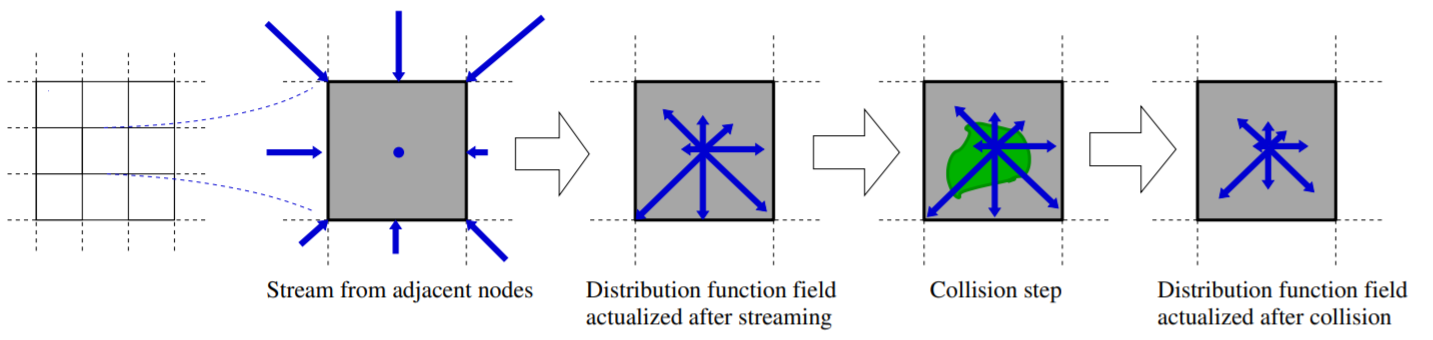 Stream from adjacent nodes
Distribution function field
actualized after streaming
Collision step
Distribution function field
actualized after collision